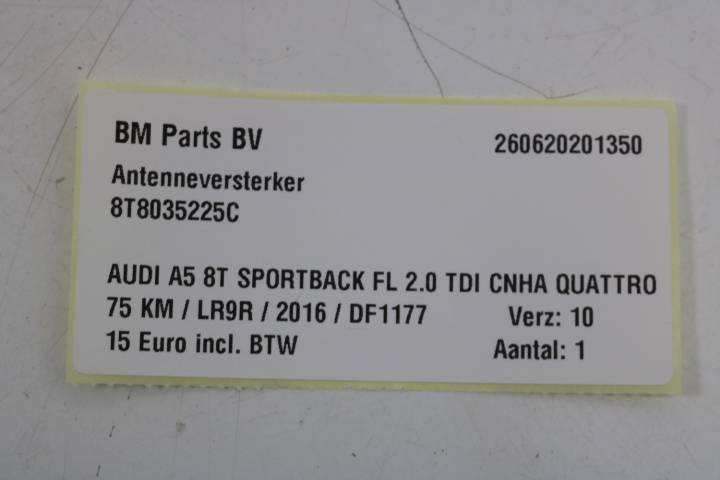 BM Parts BV 260620201350
Antenneversterker
8T8035225C
AUDI A5 8T SPORTBACK FL 2.0 TDI CNHA QUATTRO
75 KM / LR9R / 2016 / DF1177 Verz: 10
15 Euro incl. BTW Aantal: 1